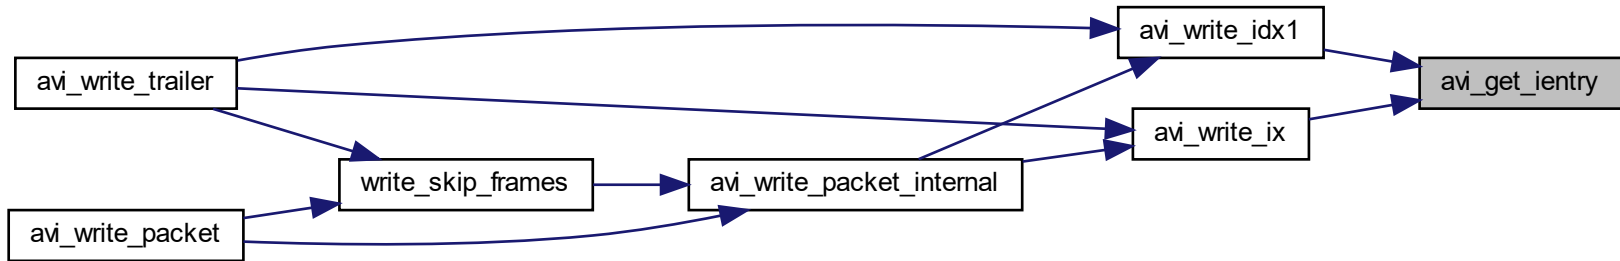 avi_write_idx1
avi_write_trailer
avi_get_ientry
avi_write_ix
write_skip_frames
avi_write_packet_internal
avi_write_packet